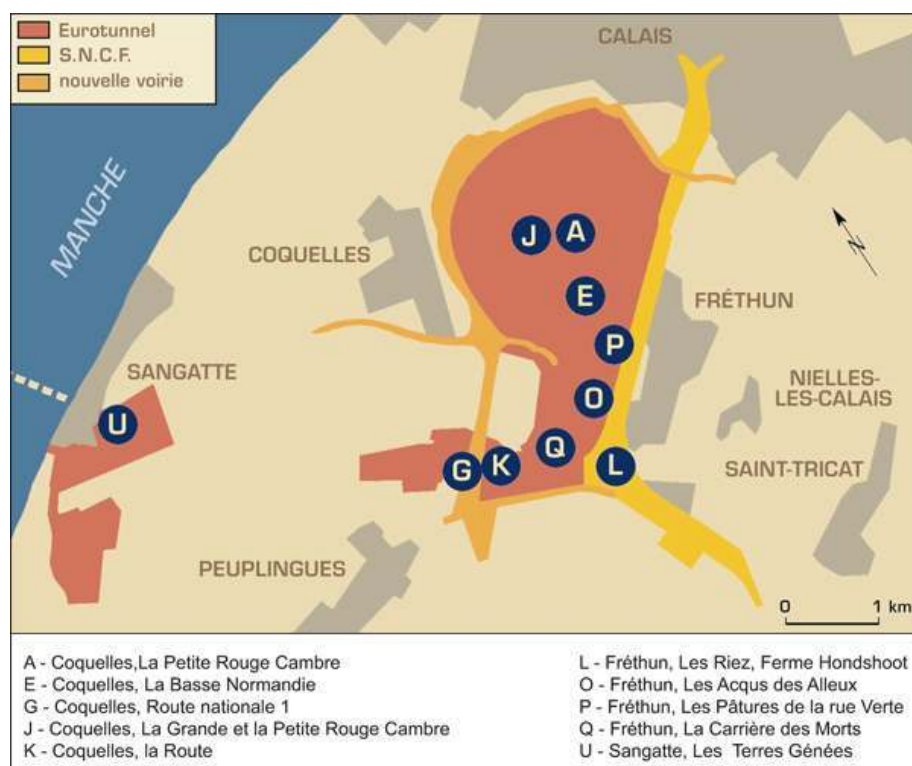 Eurotunnel
S.N.C.F.
nouvelle voirie
CALAIS
MANCHE
COQUELLES
N
J
A
E
FRÉTHUN
P
SANGATTE
NIELLES-
LES-CALAIS
O
U
Q
G
K
L
SAINT-TRICAT
PEUPLINGUES
0 1 km
A - Coquelles,La Petite Rouge Cambre
E - Coquelles, La Basse Normandie
G - Coquelles, Route nationale 1
J - Coquelles, La Grande et la Petite Rouge Cambre
K - Coquelles, la Route
L - Fréthun, Les Riez, Ferme Hondshoot
O - Fréthun, Les Acqus des Alleux
P - Fréthun, Les Pâtures de la rue Verte
Q - Fréthun, La Carrière des Morts
U - Sangatte, Les Terres Génées